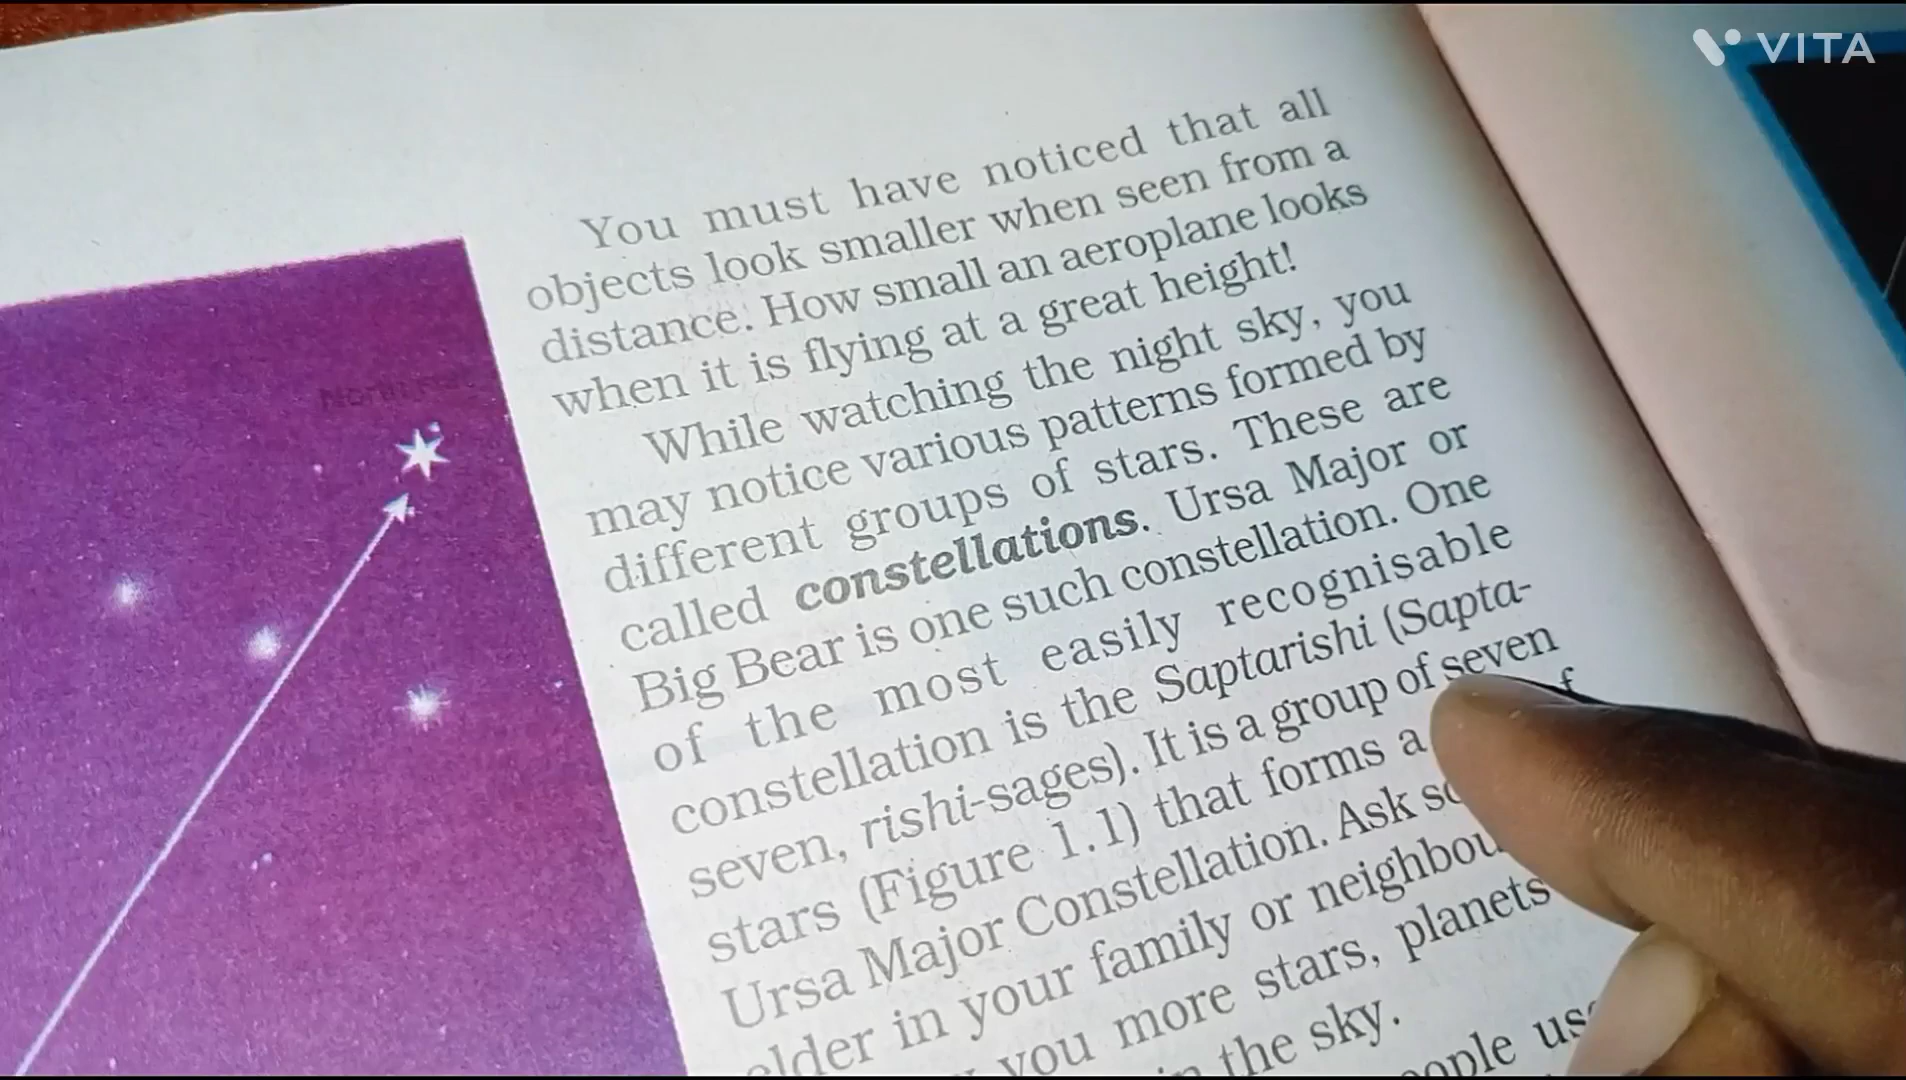 VITA
You must have noticed that all
objects look smaller when seen from a
distance. How small an aeroplane looks
when it is flying at a great height!
While watching the night sky, you
may notice various patterns formed by
different groups of stars. These are
called constellations. Ursa Major or
Big Bear is one such constellation. One
of the most easily recognisable
constellation is the Saptarishi (Sapta-
seven, rishi-sages). It is a group of seven
stars (Figure 1.1) that forms a
Ursa Major Constellation. Ask
elder in your family or
you more stars, planets
the sky.